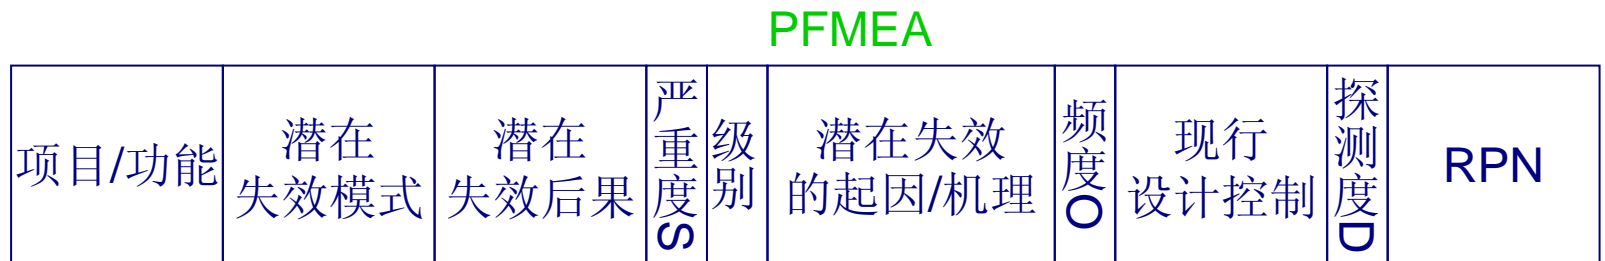 PFMEA
项目/功能
潜在
失效模式
潜在
失效后果
严重度S
级别
潜在失效
的起因/机理
频度O
现行
设计控制
探测度D
RPN